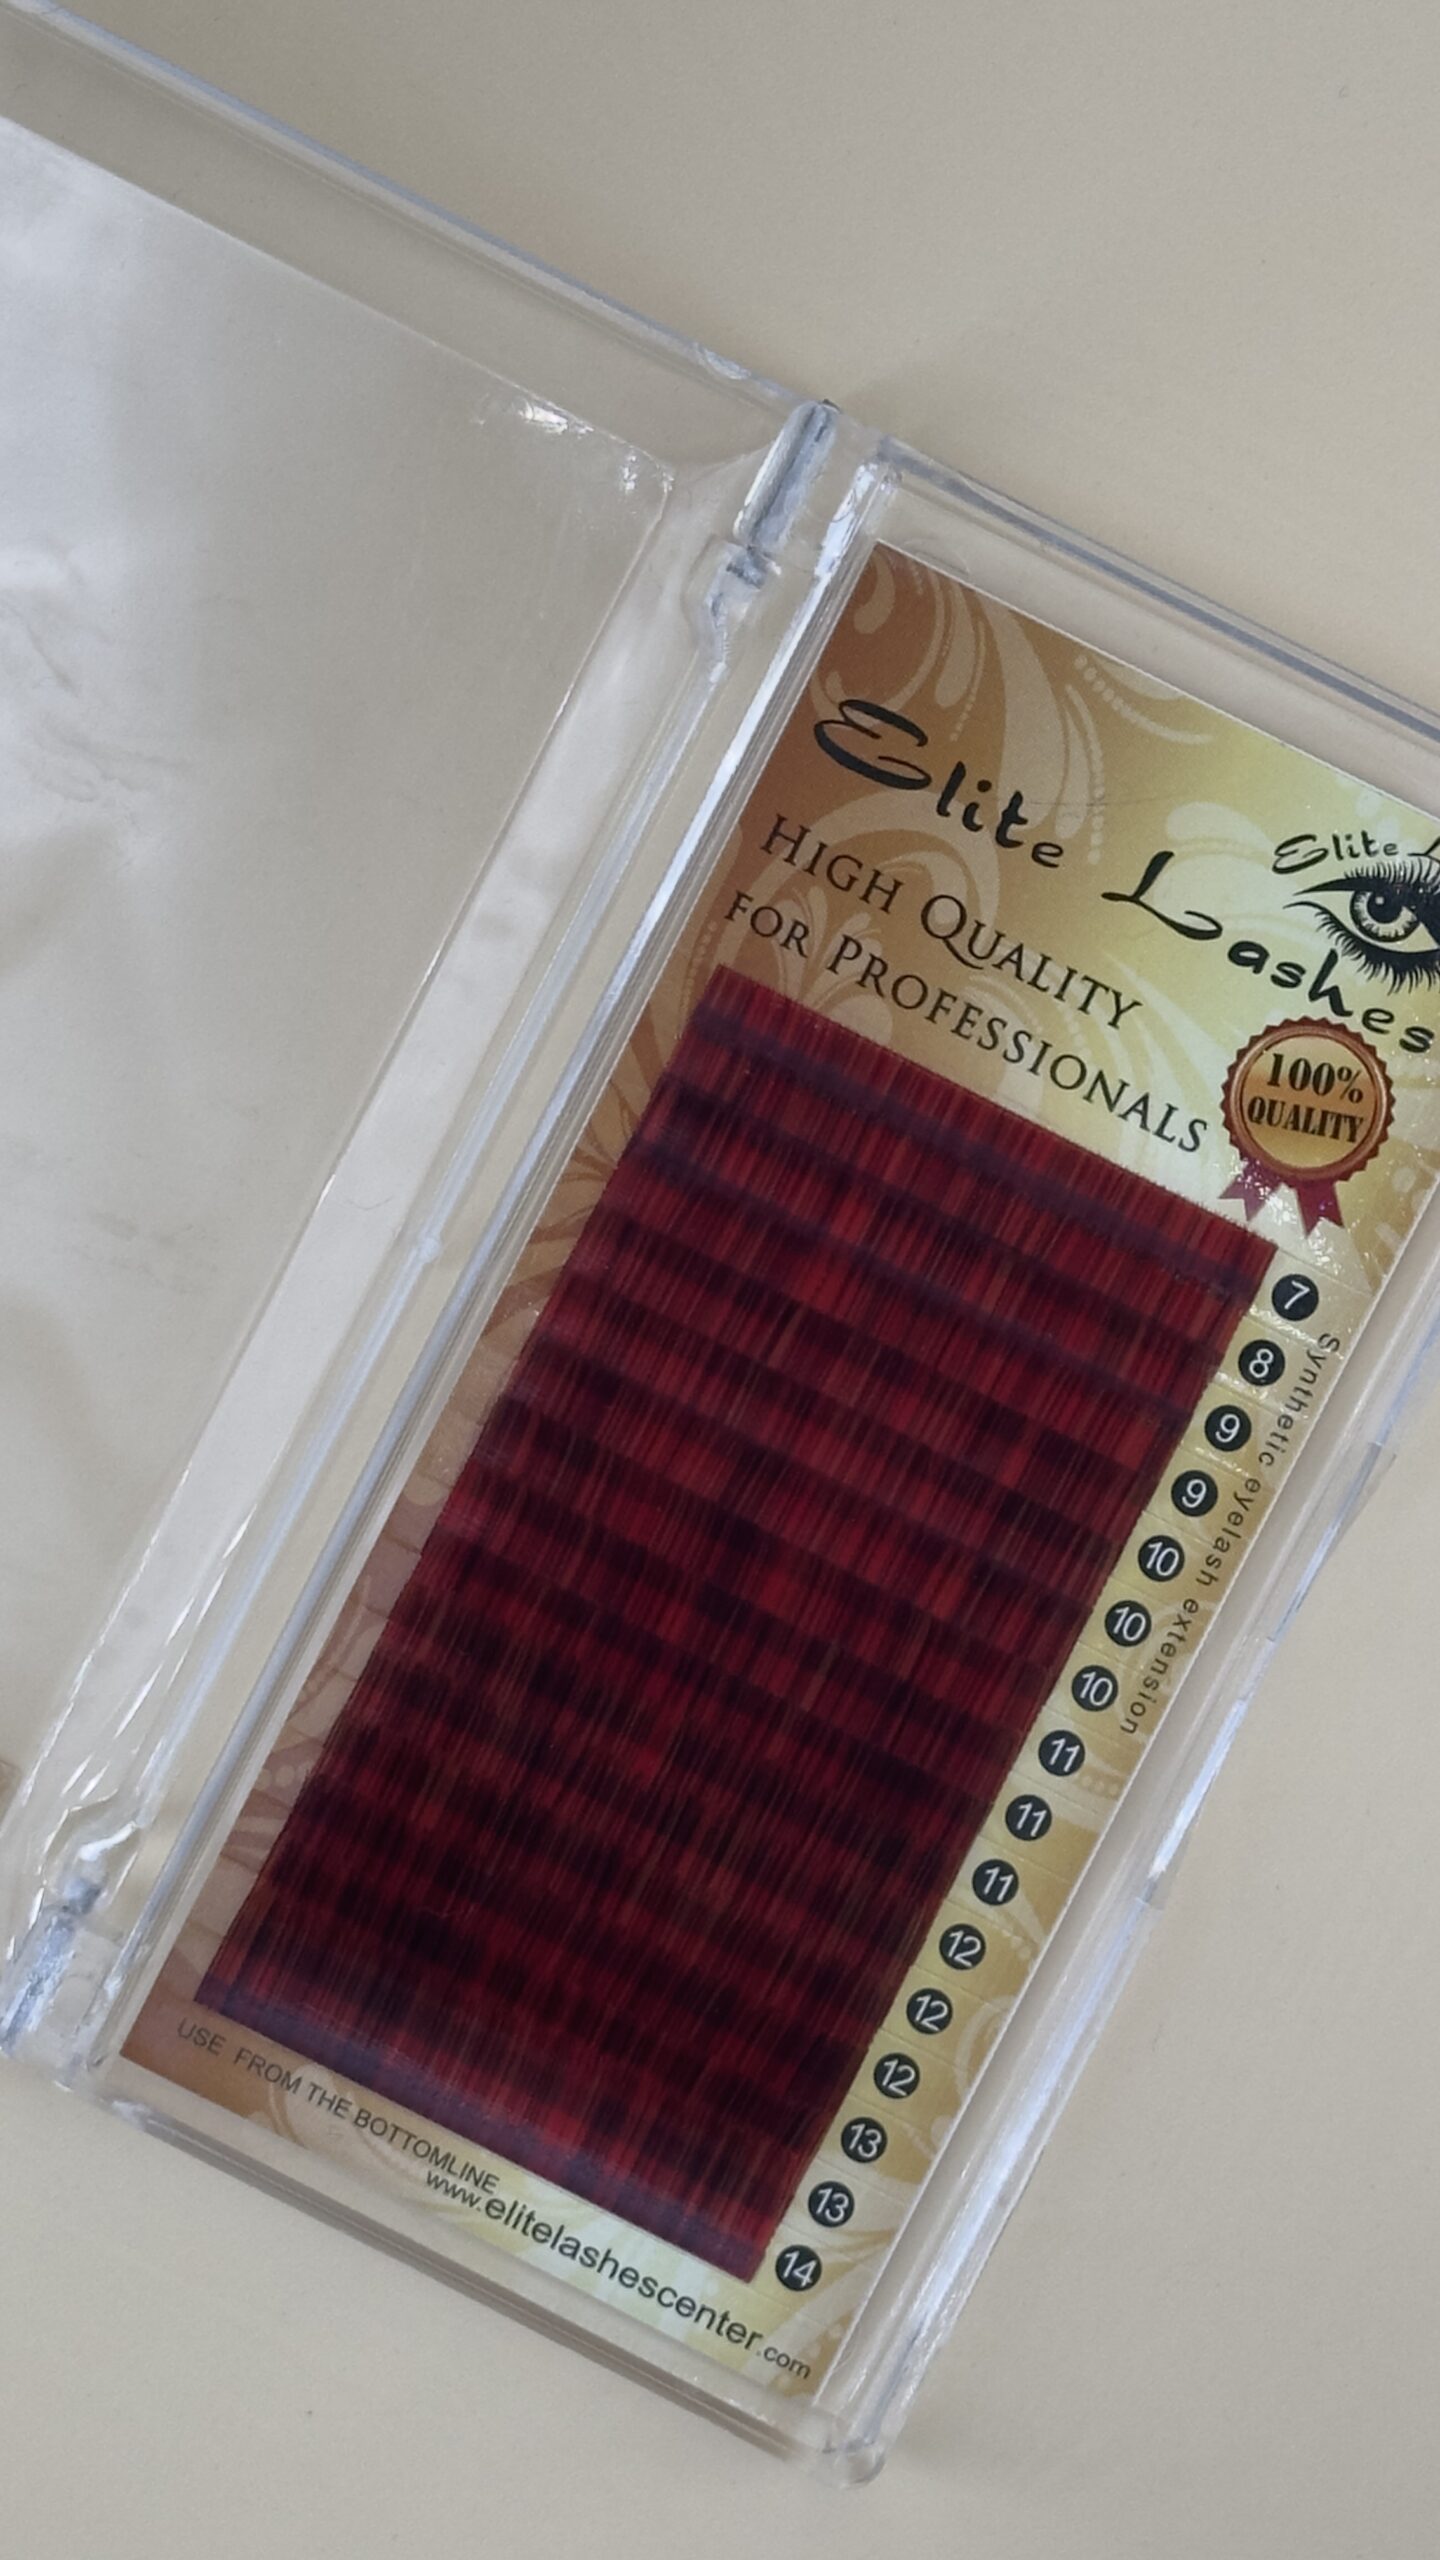 Elite Lashes
Elite
HIGH QUALITY
FOR PROFESSIONALS
100%
QUALITY
7
8
9
9
10
10
10
11
11
11
12
12
12
13
13
14
Synthetic eyelash extension
USE FROM THE BOTTOMLINE
www.elitelashescenter.com